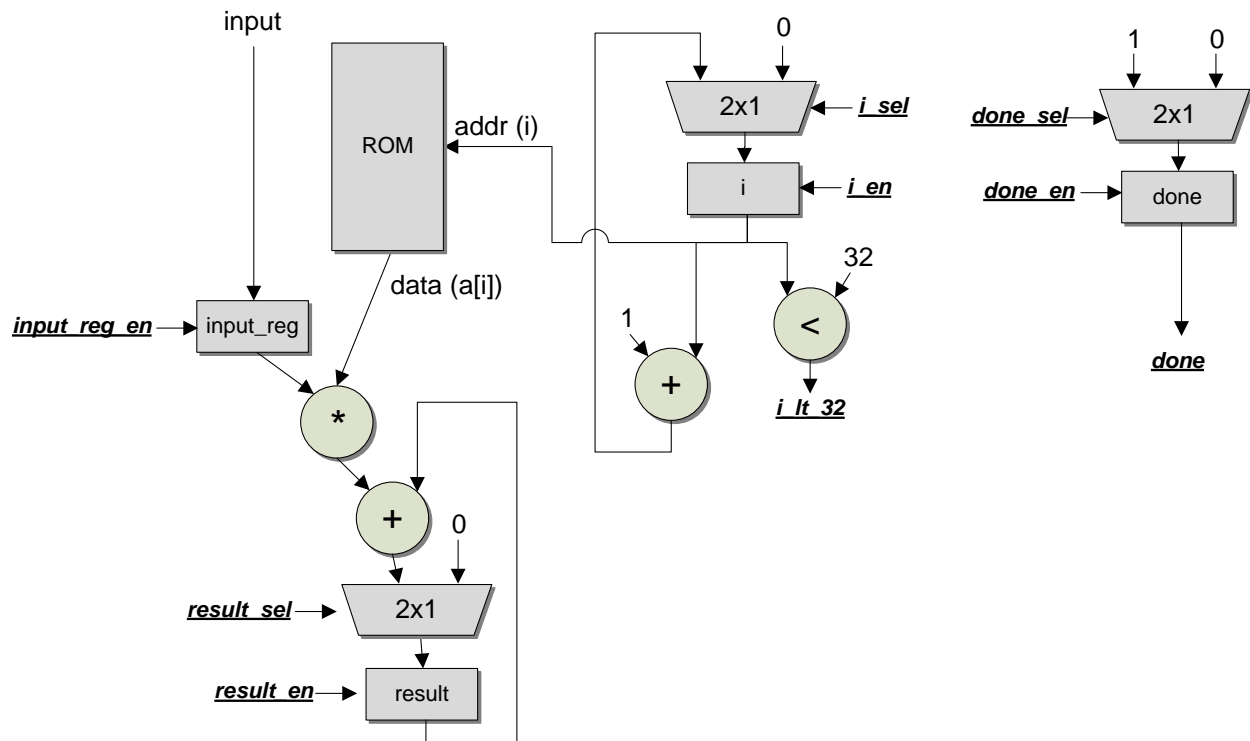 input
ROM
addr (i)
data (a[i])
input_reg_en
input_reg
*
+
0
result_sel
2x1
result_en
result
0
2x1
i_sel
i
i_en
32
<
i_lt_32
1
+
1
0
done_sel
2x1
done_en
done
done